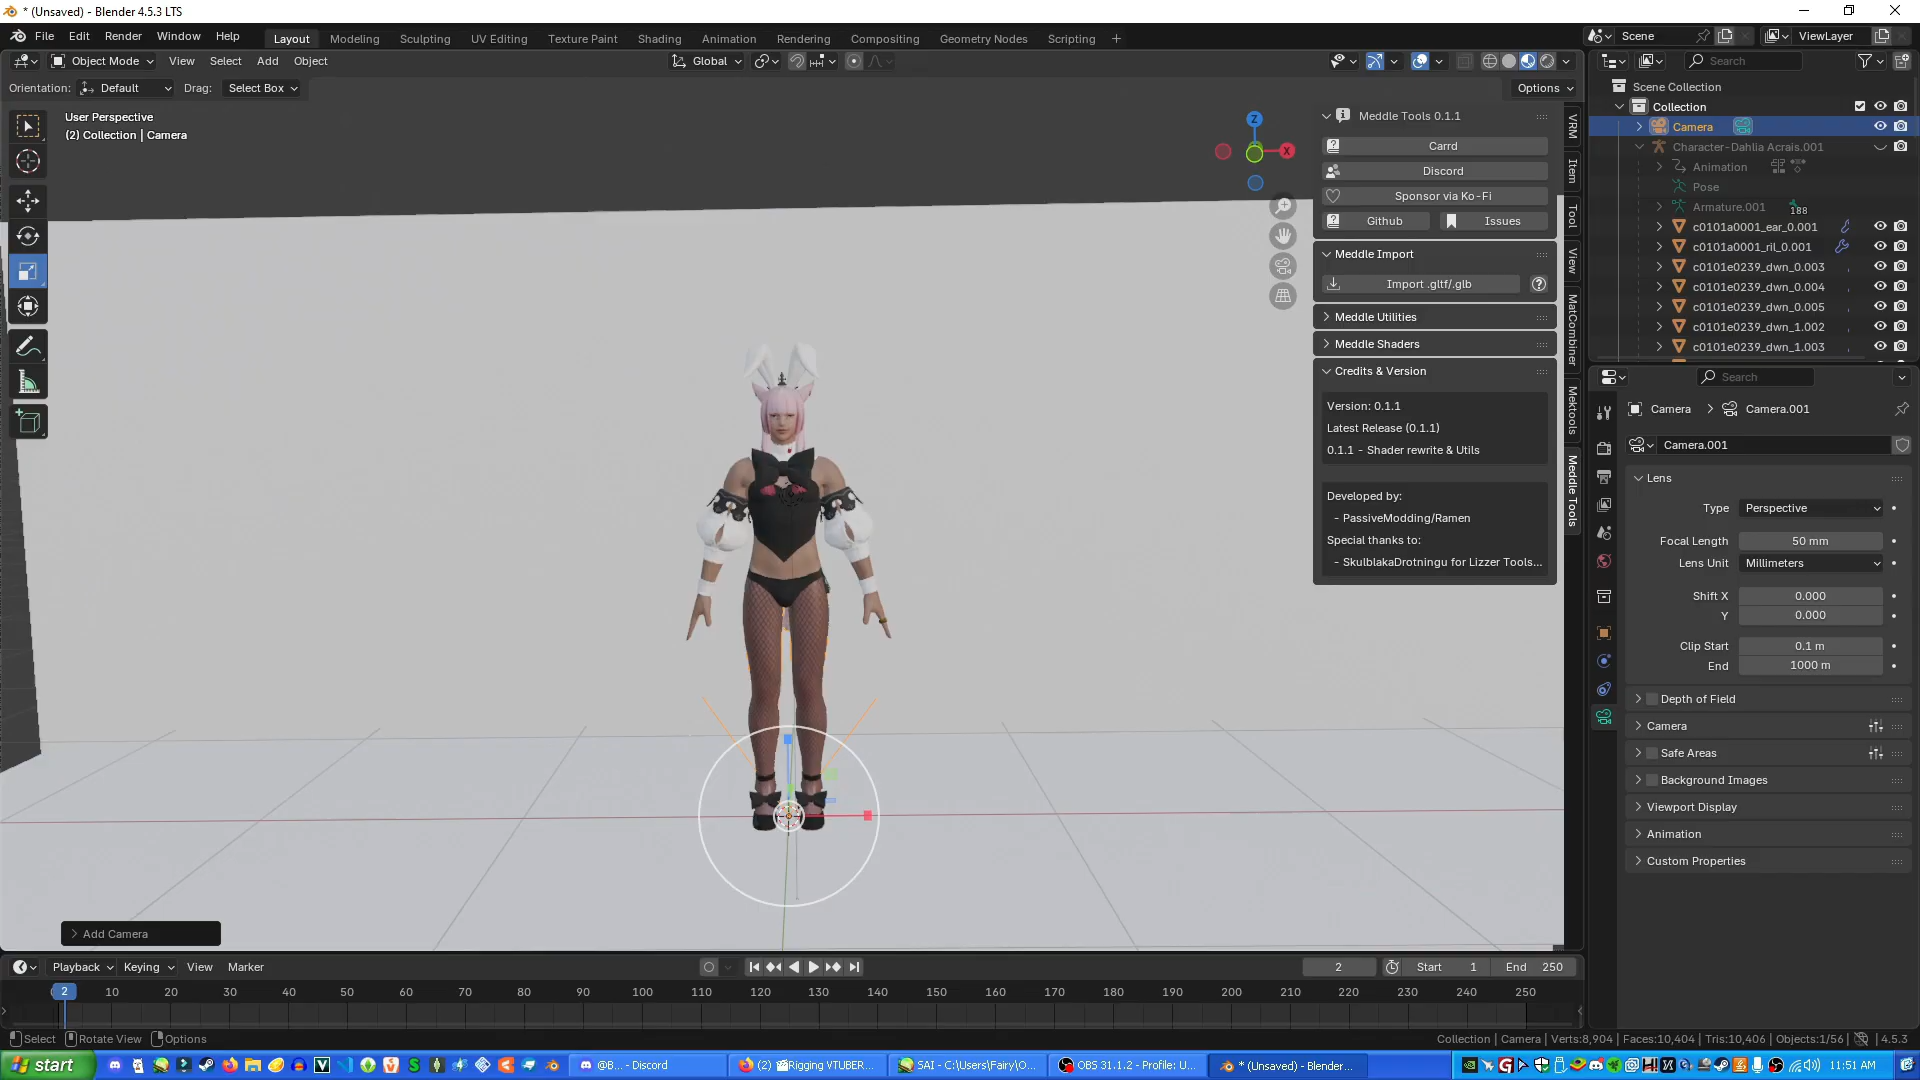 * (Unsaved) - Blender 4.5.3 LTS
File Edit Render Window Help Layout Modeling Sculpting UV Editing Texture Paint Shading Animation Rendering Compositing Geometry Nodes Scripting + Scene ViewLayer
Object Mode View Select Add Object Global Search
Orientation: Default Drag: Select Box Options
User Perspective
(2) Collection | Camera
Z
X
Meddle Tools 0.1.1
Carrd
Discord
Sponsor via Ko-Fi
Github Issues
Meddle Import
Import .gltf/.glb
Meddle Utilities
Meddle Shaders
Credits & Version
Version: 0.1.1
Latest Release (0.1.1)
0.1.1 - Shader rewrite & Utils
Developed by:
- PassiveModding/Ramen
Special thanks to:
- SkulblakaDrotningu for Lizzer Tools...
VRM
Item
Tool
View
MatCombiner
Mektools
Meddle Tools
Scene Collection
Collection
Camera
Character-Dahlia Acrais.001
Animation
Pose
Armature.001 188
c0101a0001_ear_0.001
c0101a0001_ril_0.001
c0101e0239_dwn_0.003
c0101e0239_dwn_0.004
c0101e0239_dwn_0.005
c0101e0239_dwn_1.002
c0101e0239_dwn_1.003
Search
Camera Camera.001
Camera.001
Lens
Type Perspective
Focal Length 50 mm
Lens Unit Millimeters
Shift X 0.000
Y 0.000
Clip Start 0.1 m
End 1000 m
Depth of Field
Camera
Safe Areas
Background Images
Viewport Display
Animation
Custom Properties
Add Camera
Playback Keying View Marker 2 Start 1 End 250
2 10 20 30 40 50 60 70 80 90 100 110 120 130 140 150 160 170 180 190 200 210 220 230 240 250
Select Rotate View Options Collection | Camera | Verts:8,904 | Faces:10,404 | Tris:10,406 | Objects:1/56 | 4.5.3
start @B... - Discord (2) Rigging VTUBER... SAI - C:\Users\Fairy\O... OBS 31.1.2 - Profile: U... * (Unsaved) - Blender... 11:51 AM